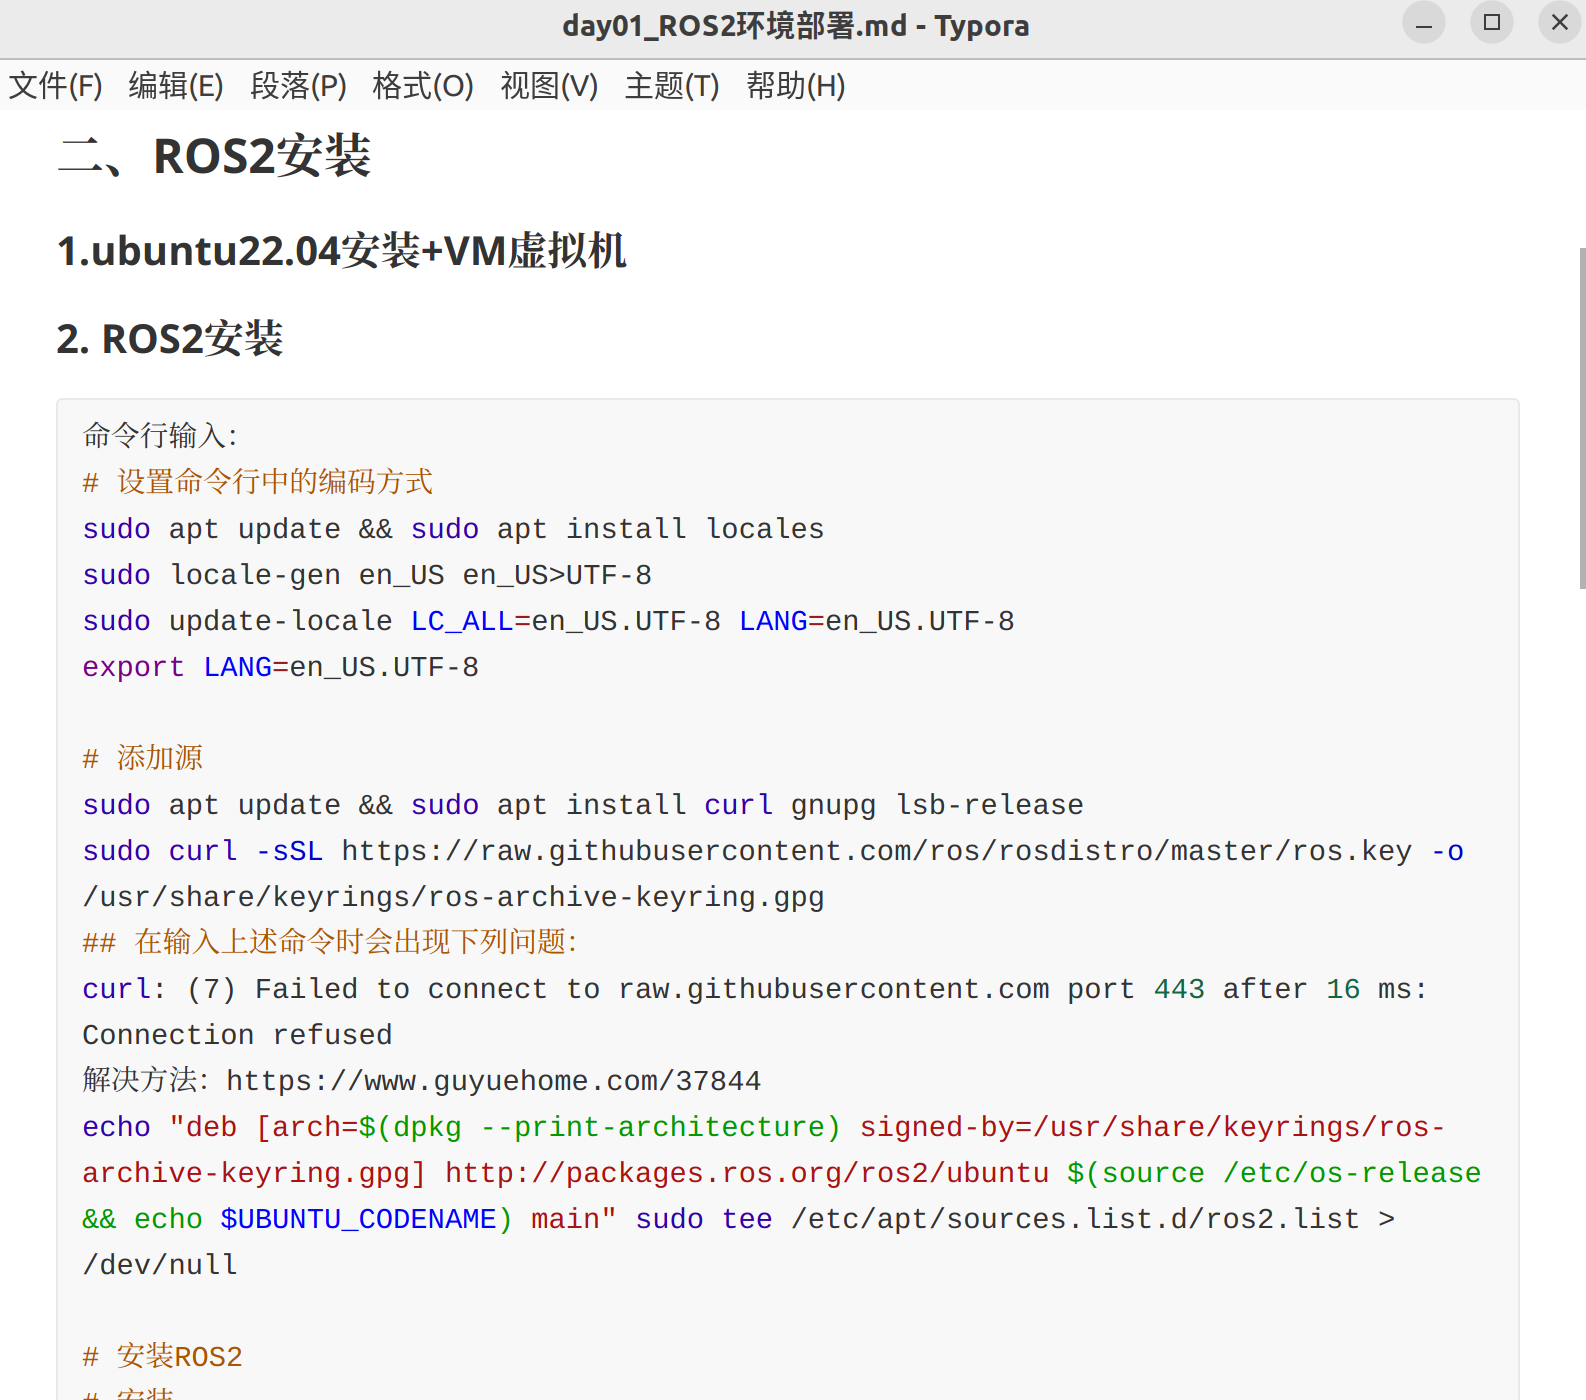 day01_ROS2环境部署.md - Typora
文件(F) 编辑(E) 段落(P) 格式(O) 视图(V) 主题(T) 帮助(H)
二、ROS2安装
1.ubuntu22.04安装+VM虚拟机
2. ROS2安装
命令行输入:
# 设置命令行中的编码方式
sudo apt update && sudo apt install locales
sudo locale-gen en_US en_US>UTF-8
sudo update-locale LC_ALL=en_US.UTF-8 LANG=en_US.UTF-8
export LANG=en_US.UTF-8
# 添加源
sudo apt update && sudo apt install curl gnupg lsb-release
sudo curl -sSL https://raw.githubusercontent.com/ros/rosdistro/master/ros.key -o
/usr/share/keyrings/ros-archive-keyring.gpg
## 在输入上述命令时会出现下列问题:
curl: (7) Failed to connect to raw.githubusercontent.com port 443 after 16 ms:
Connection refused
解决方法: https://www.guyuehome.com/37844
echo "deb [arch=$(dpkg --print-architecture) signed-by=/usr/share/keyrings/ros-
archive-keyring.gpg] http://packages.ros.org/ros2/ubuntu $(source /etc/os-release
&& echo $UBUNTU_CODENAME) main" sudo tee /etc/apt/sources.list.d/ros2.list >
/dev/null
# 安装ROS2
# 安装